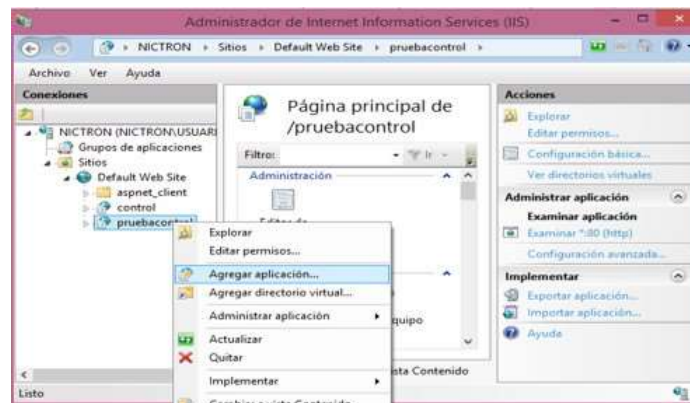 Administrador de Internet Information Services (IIS)
NICTRON ▸ Sitios ▸ Default Web Site ▸ pruebacontrol ▸
Archivo Ver Ayuda
Conexiones
NICTRON (NICTRON\USUARI
Grupos de aplicaciones
Sitios
Default Web Site
aspnet_client
control
pruebacontrol
Página principal de
/pruebacontrol
Filtro: Ir
Administración
Explorar
Editar permisos...
Agregar aplicación...
Agregar directorio virtual...
Administrar aplicación
Actualizar
Quitar
Implementar
quipo
ista Contenido
Acciones
Explorar
Editar permisos...
Configuración básica...
Ver directorios virtuales
Administrar aplicación
Examinar aplicación
Examinar *:80 (http)
Configuración avanzada...
Implementar
Exportar aplicación...
Importar aplicación...
Ayuda
Listo